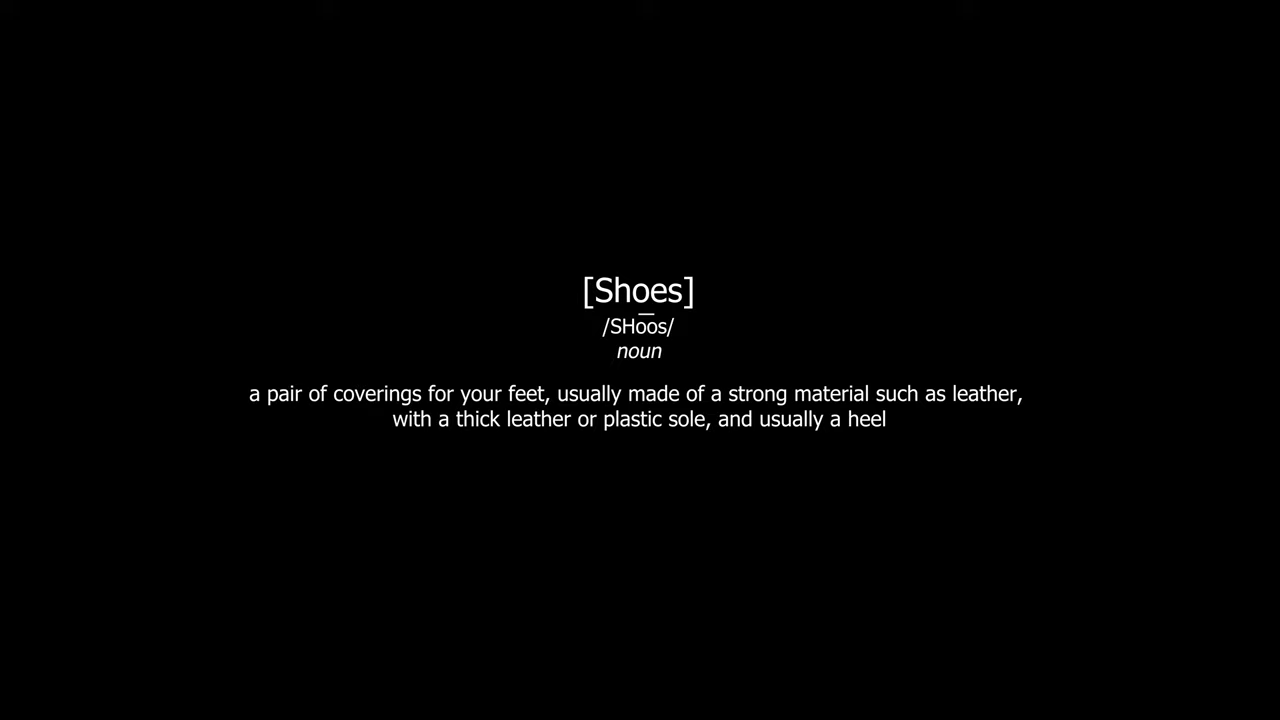 [Shoes]
/SHo͞os/
noun
a pair of coverings for your feet, usually made of a strong material such as leather,
with a thick leather or plastic sole, and usually a heel